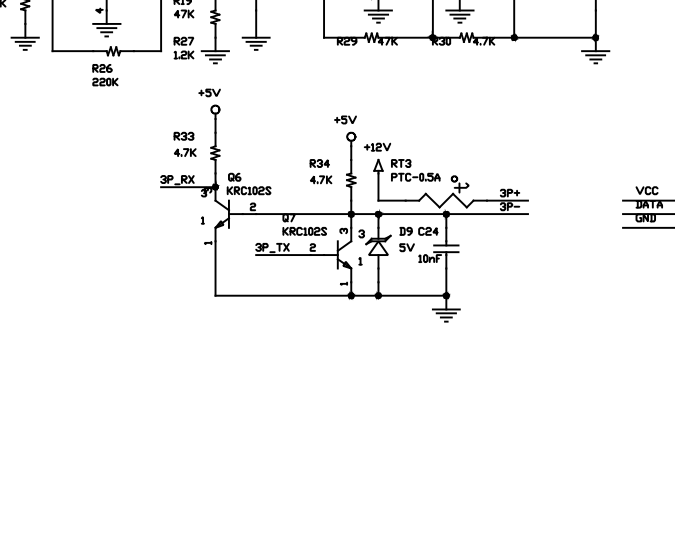 K
4
R19
47K
R27
1.2K
R26
220K
R29 47K
R30 4.7K
+5V
+5V
R33
4.7K
+12V
R34
4.7K
RT3
PTC-0.5A
3P_RX
3
Q6
KRC102S
3P+
3P-
VCC
DATA
GND
1
2
Q7
KRC102S
3
3
D9 C24
5V
10nF
1
3P_TX 2
1
1